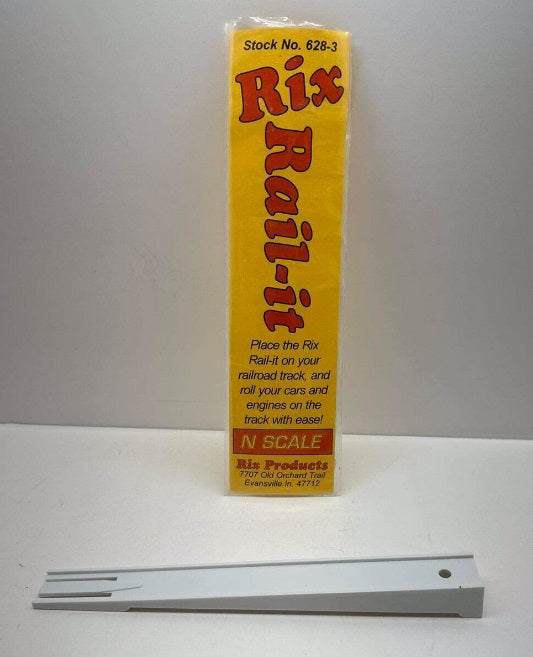 Stock No. 628-3
Rix
Rail-it
Place the Rix
Rail-it on your
railroad track, and
roll your cars and
engines on the
track with ease!
N SCALE
Rix Products
7707 Old Orchard Trail
Evansville In. 47712